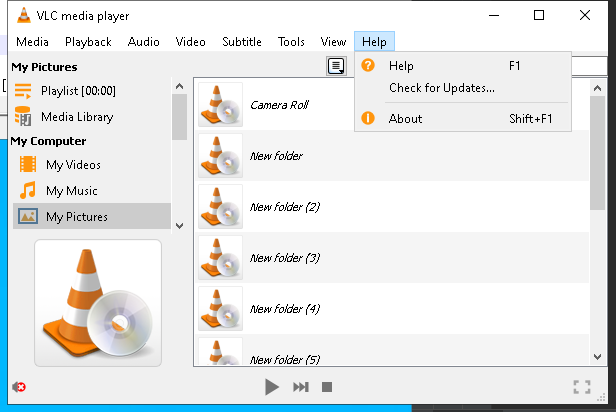 VLC media player
Media Playback Audio Video Subtitle Tools View Help
My Pictures
Playlist [00:00]
Media Library
My Computer
My Videos
My Music
My Pictures
Help F1
Check for Updates...
About Shift+F1
Camera Roll
New folder
New folder (2)
New folder (3)
New folder (4)
New folder (5)